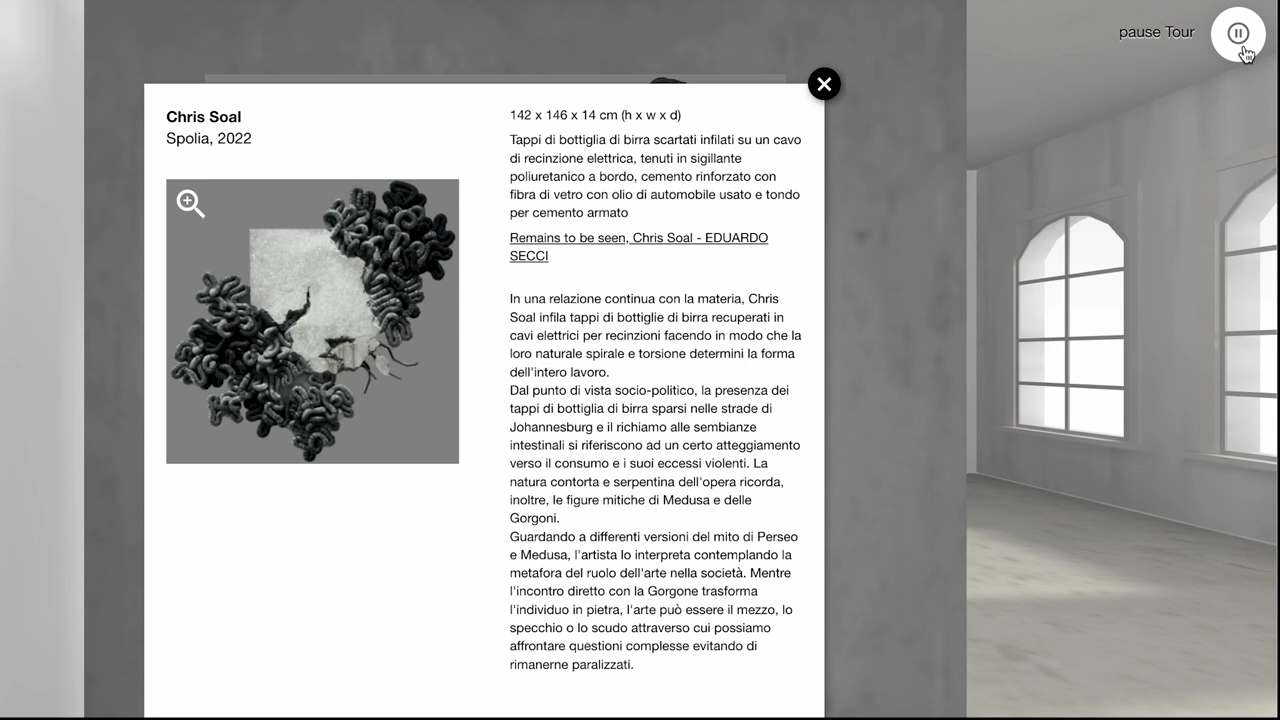 pause Tour
Chris Soal
Spolia, 2022
142 x 146 x 14 cm (h x w x d)
Tappi di bottiglia di birra scartati infilati su un cavo
di recinzione elettrica, tenuti in sigillante
poliuretanico a bordo, cemento rinforzato con
fibra di vetro con olio di automobile usato e tondo
per cemento armato
Remains to be seen, Chris Soal - EDUARDO
SECCI
In una relazione continua con la materia, Chris
Soal infila tappi di bottiglie di birra recuperati in
cavi elettrici per recinzioni facendo in modo che la
loro naturale spirale e torsione determini la forma
dell'intero lavoro.
Dal punto di vista socio-politico, la presenza dei
tappi di bottiglia di birra sparsi nelle strade di
Johannesburg e il richiamo alle sembianze
intestinali si riferiscono ad un certo atteggiamento
verso il consumo e i suoi eccessi violenti. La
natura contorta e serpentina dell'opera ricorda,
inoltre, le figure mitiche di Medusa e delle
Gorgoni.
Guardando a differenti versioni del mito di Perseo
e Medusa, l'artista lo interpreta contemplando la
metafora del ruolo dell'arte nella società. Mentre
l'incontro diretto con la Gorgone trasforma
l'individuo in pietra, l'arte può essere il mezzo, lo
specchio o lo scudo attraverso cui possiamo
affrontare questioni complesse evitando di
rimanerne paralizzati.